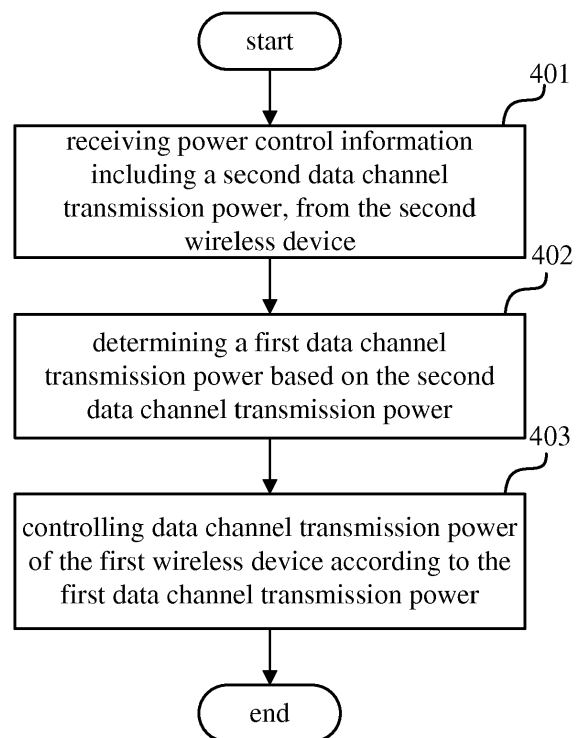 start
401
receiving power control information
including a second data channel
transmission power, from the second
wireless device
402
determining a first data channel
transmission power based on the second
data channel transmission power
403
controlling data channel transmission power
of the first wireless device according to the
first data channel transmission power
end